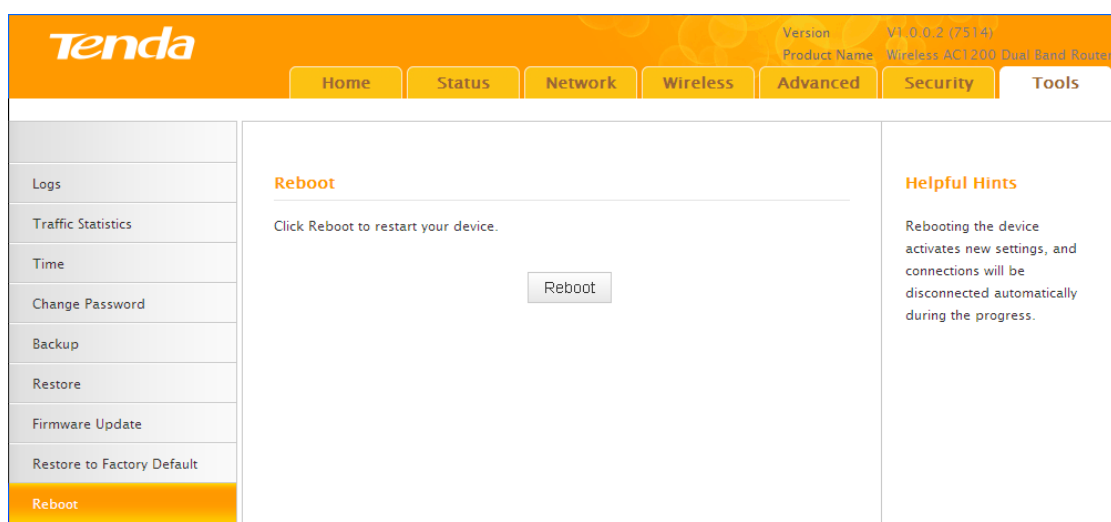 Tenda
Version V1.0.0.2 (7514)
Product Name Wireless AC1200 Dual Band Router
Home Status Network Wireless Advanced Security Tools
Logs
Traffic Statistics
Time
Change Password
Backup
Restore
Firmware Update
Restore to Factory Default
Reboot
Reboot
Click Reboot to restart your device.
Reboot
Helpful Hints
Rebooting the device
activates new settings, and
connections will be
disconnected automatically
during the progress.